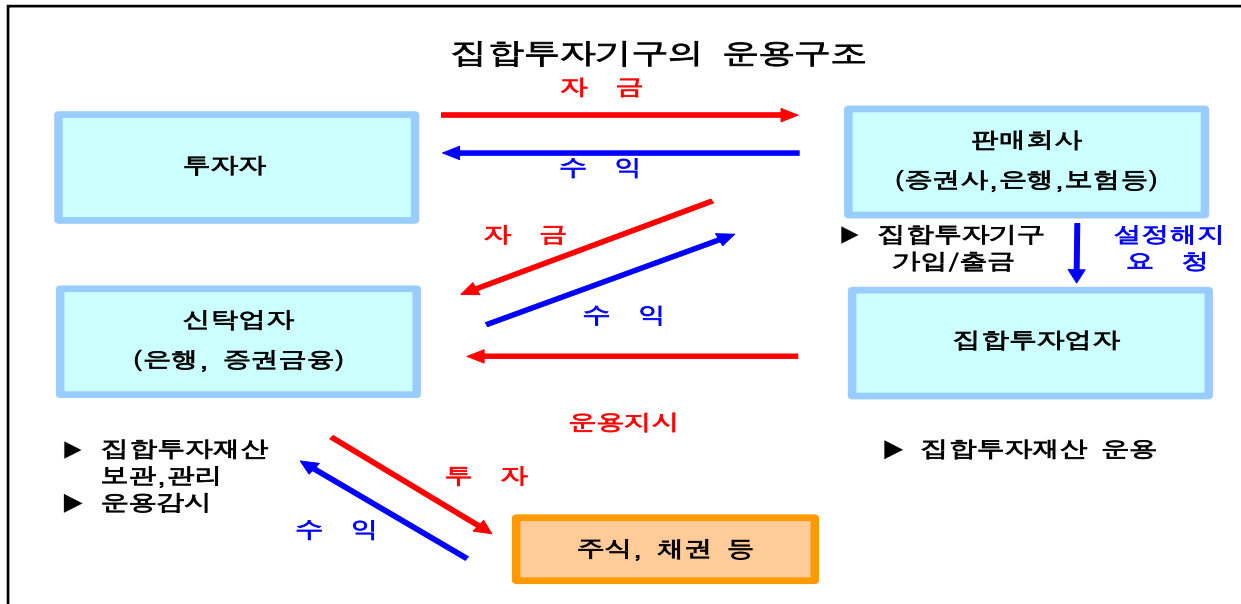 집합투자기구의 운용구조
자 금
투자자
수 익
판매회사
(증권사,은행,보험등)
자 금
▶ 집합투자기구
가입/출금
설정해지
요 청
신탁업자
(은행, 증권금융)
수 익
집합투자업자
운용지시
▶ 집합투자재산
보관,관리
▶ 운용감시
▶ 집합투자재산 운용
투 자
수 익
주식, 채권 등